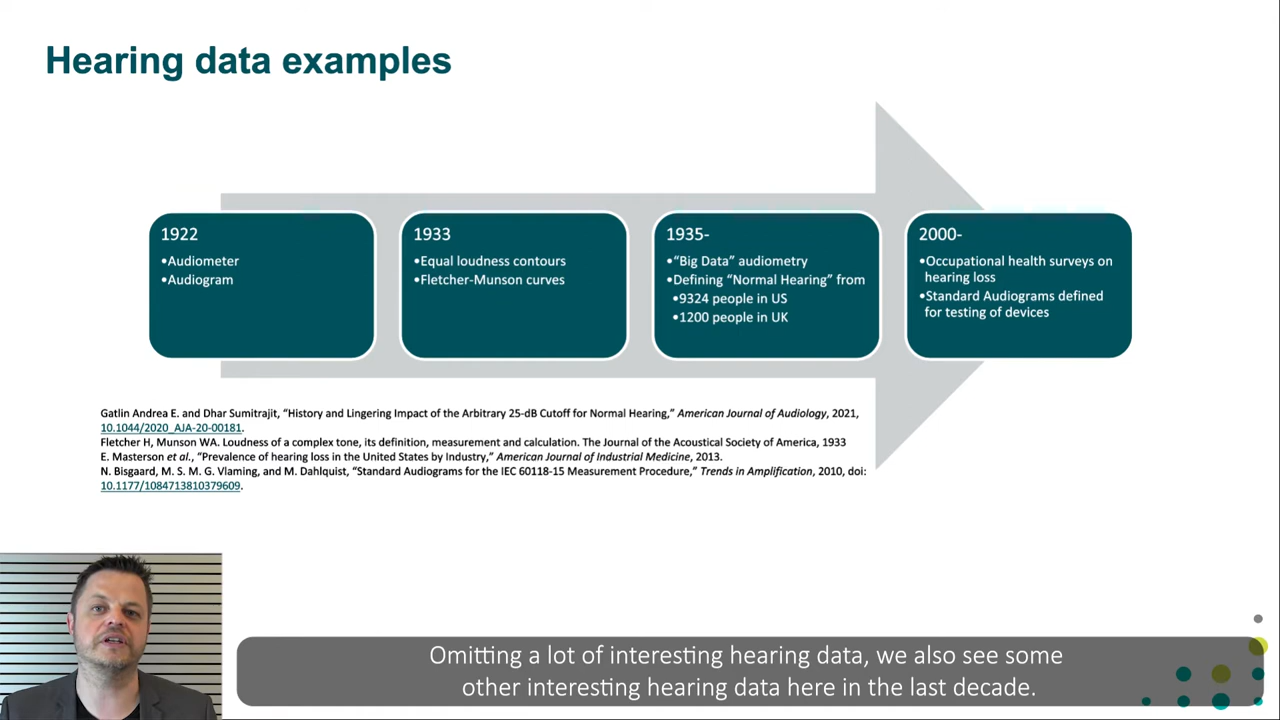 Hearing data examples
1922
•Audiometer
•Audiogram
1933
•Equal loudness contours
•Fletcher-Munson curves
1935-
•“Big Data” audiometry
•Defining “Normal Hearing” from
•9324 people in US
•1200 people in UK
2000-
•Occupational health surveys on
hearing loss
•Standard Audiograms defined
for testing of devices
Gatlin Andrea E. and Dhar Sumitrajit, “History and Lingering Impact of the Arbitrary 25-dB Cutoff for Normal Hearing,” American Journal of Audiology, 2021,
10.1044/2020_AJA-20-00181.
Fletcher H, Munson WA. Loudness of a complex tone, its definition, measurement and calculation. The Journal of the Acoustical Society of America, 1933
E. Masterson et al., “Prevalence of hearing loss in the United States by Industry,” American Journal of Industrial Medicine, 2013.
N. Bisgaard, M. S. M. G. Vlaming, and M. Dahlquist, “Standard Audiograms for the IEC 60118-15 Measurement Procedure,” Trends in Amplification, 2010, doi:
10.1177/1084713810379609.
Omitting a lot of interesting hearing data, we also see some
other interesting hearing data here in the last decade.